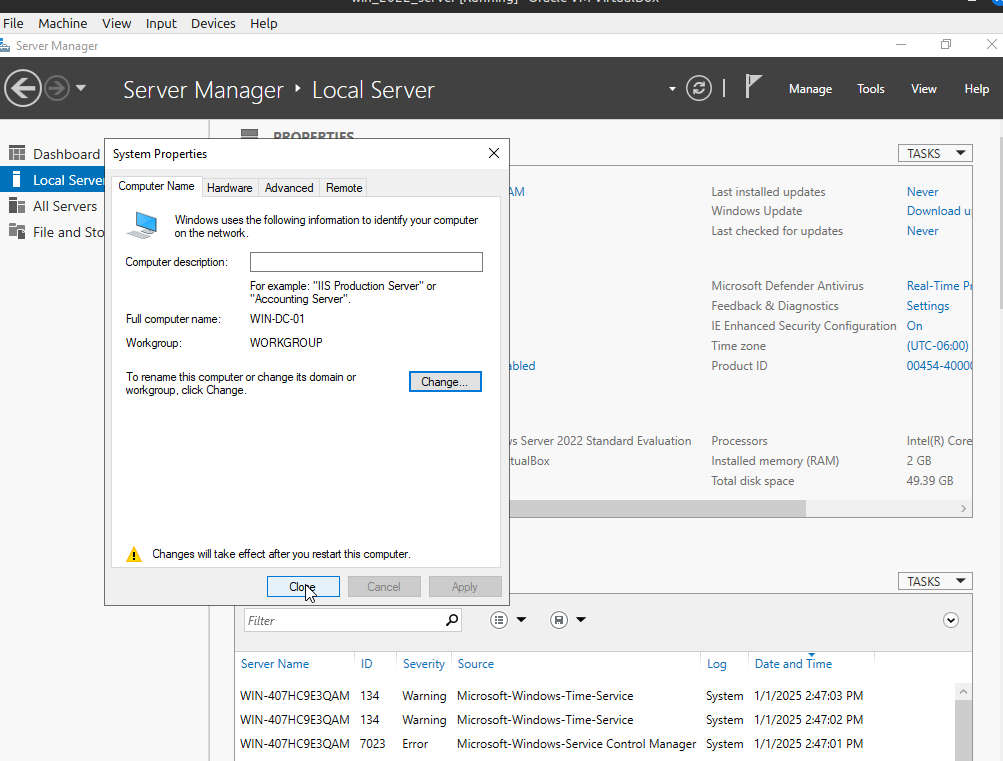 win_2022_server [Running] - Oracle VM VirtualBox
File Machine View Input Devices Help
Server Manager
Server Manager ‣ Local Server
Manage Tools View Help
Dashboard
Local Server
All Servers
File and Sto
PROPERTIES
TASKS
System Properties
Computer Name Hardware Advanced Remote
Windows uses the following information to identify your computer
on the network.
Computer description:
For example: "IIS Production Server" or
"Accounting Server".
Full computer name: WIN-DC-01
Workgroup: WORKGROUP
To rename this computer or change its domain or
workgroup, click Change.
Change...
Changes will take effect after you restart this computer.
Close Cancel Apply
AM
Last installed updates Never
Windows Update Download u
Last checked for updates Never
Microsoft Defender Antivirus Real-Time Pr
Feedback & Diagnostics Settings
IE Enhanced Security Configuration On
Time zone (UTC-06:00)
abled
Product ID 00454-40000
s Server 2022 Standard Evaluation
Processors Intel(R) Core
rtualBox
Installed memory (RAM) 2 GB
Total disk space 49.39 GB
TASKS
Filter
Server Name ID Severity Source Log Date and Time
WIN-407HC9E3QAM 134 Warning Microsoft-Windows-Time-Service System 1/1/2025 2:47:03 PM
WIN-407HC9E3QAM 134 Warning Microsoft-Windows-Time-Service System 1/1/2025 2:47:02 PM
WIN-407HC9E3QAM 7023 Error Microsoft-Windows-Service Control Manager System 1/1/2025 2:47:01 PM